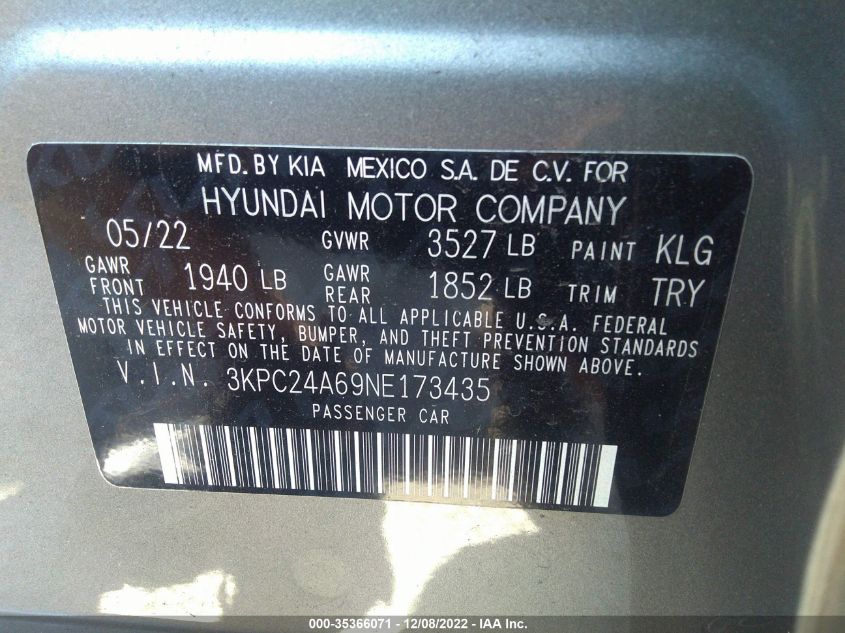 MFD. BY KIA MEXICO S.A. DE C.V. FOR
HYUNDAI MOTOR COMPANY
05/22 GVWR 3527 LB PAINT KLG
GAWR FRONT 1940 LB GAWR REAR 1852 LB TRIM TRY
THIS VEHICLE CONFORMS TO ALL APPLICABLE U.S.A. FEDERAL
MOTOR VEHICLE SAFETY, BUMPER, AND THEFT PREVENTION STANDARDS
IN EFFECT ON THE DATE OF MANUFACTURE SHOWN ABOVE.
V.I.N. 3KPC24A69NE173435
PASSENGER CAR
000-35366071 - 12/08/2022 - IAA Inc.